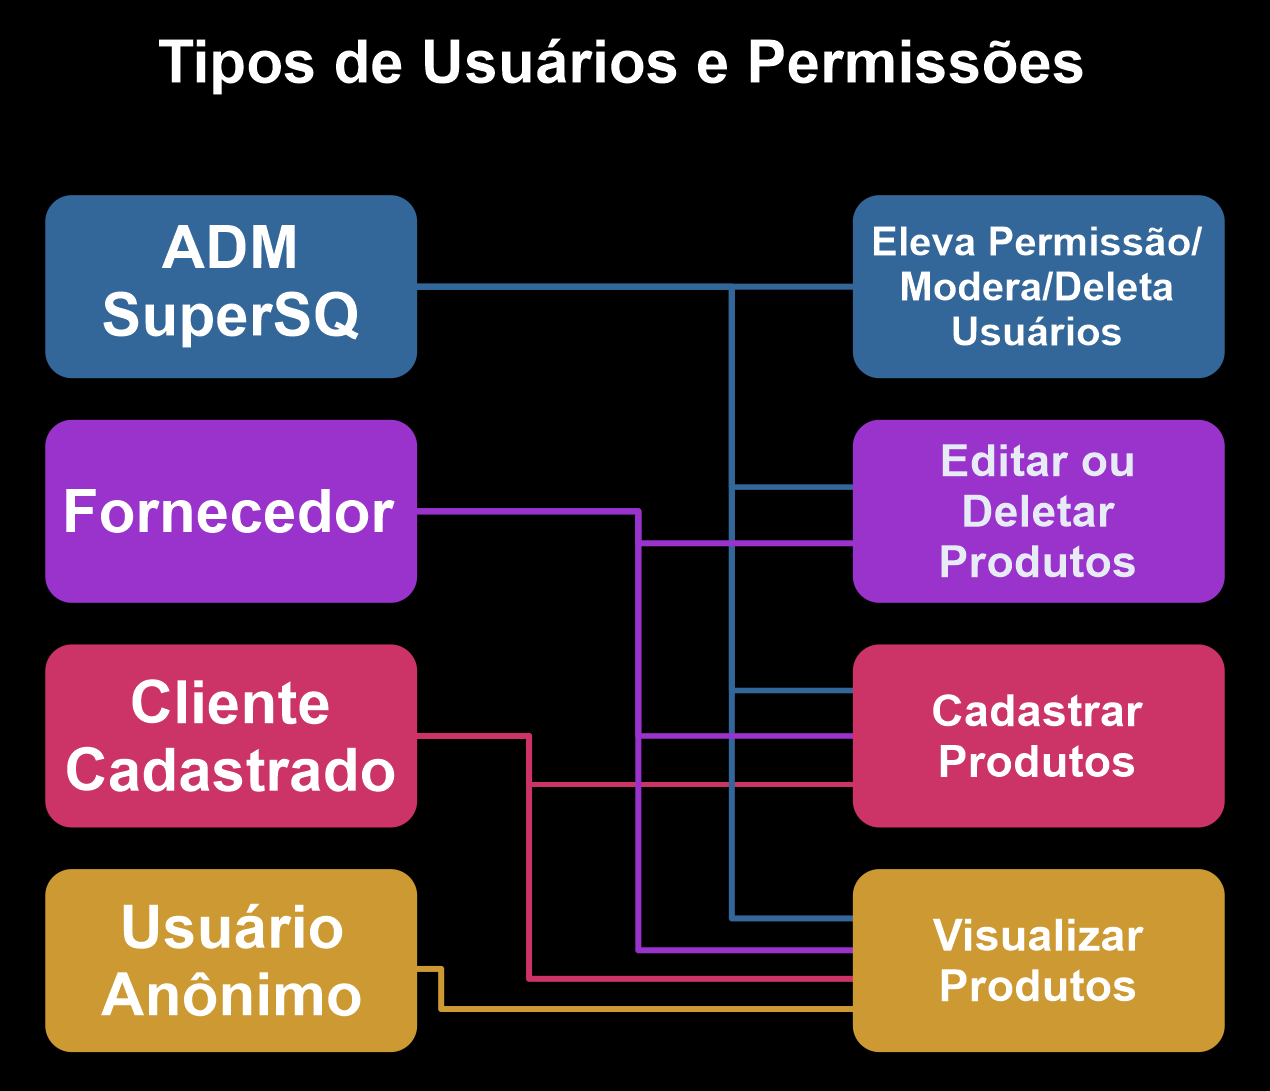 Tipos de Usuários e Permissões
ADM
SuperSQ
Eleva Permissão/
Modera/Deleta
Usuários
Fornecedor
Editar ou
Deletar
Produtos
Cliente
Cadastrado
Cadastrar
Produtos
Usuário
Anônimo
Visualizar
Produtos